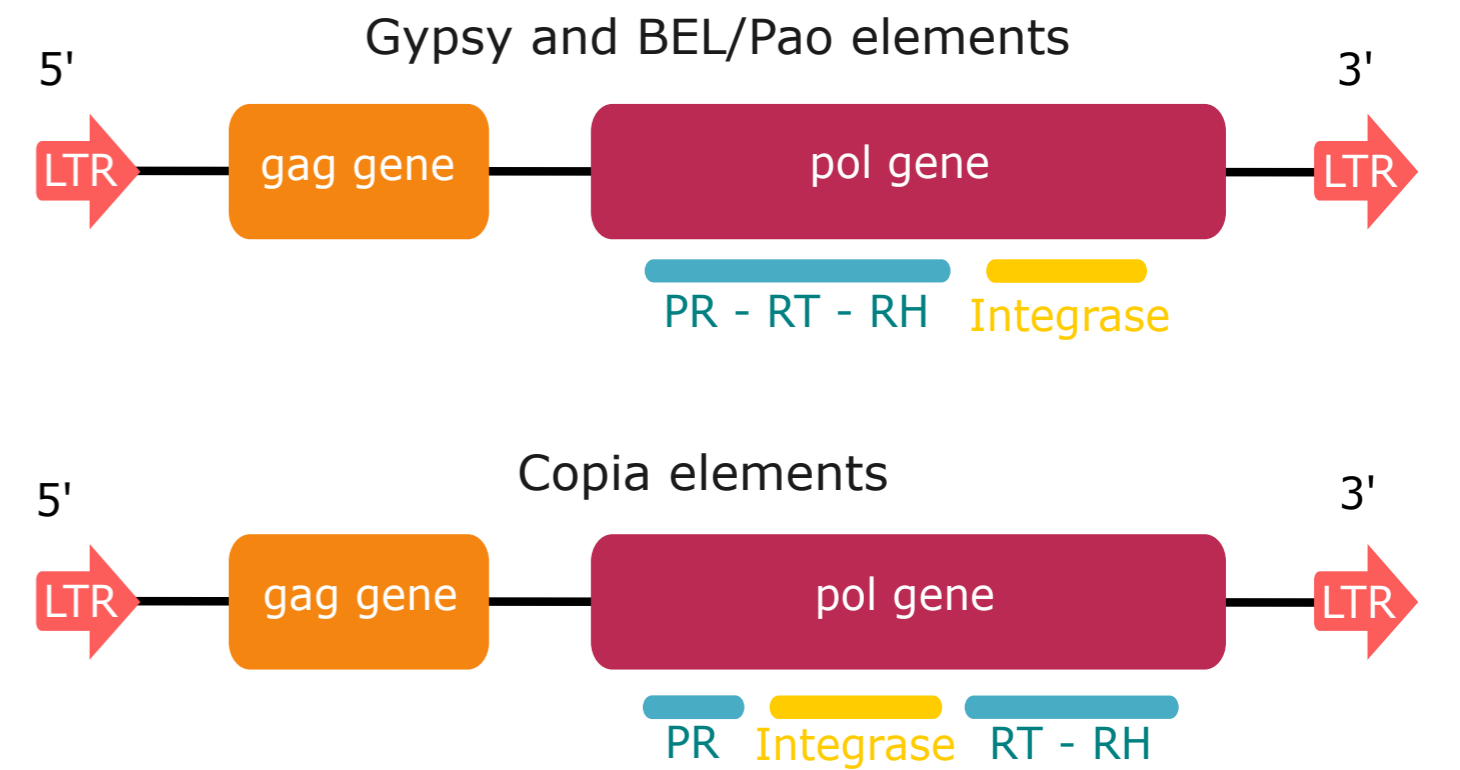 Gypsy and BEL/Pao elements
5' 3'
LTR gag gene pol gene LTR
PR - RT - RH Integrase
Copia elements
5' 3'
LTR gag gene pol gene LTR
PR Integrase RT - RH